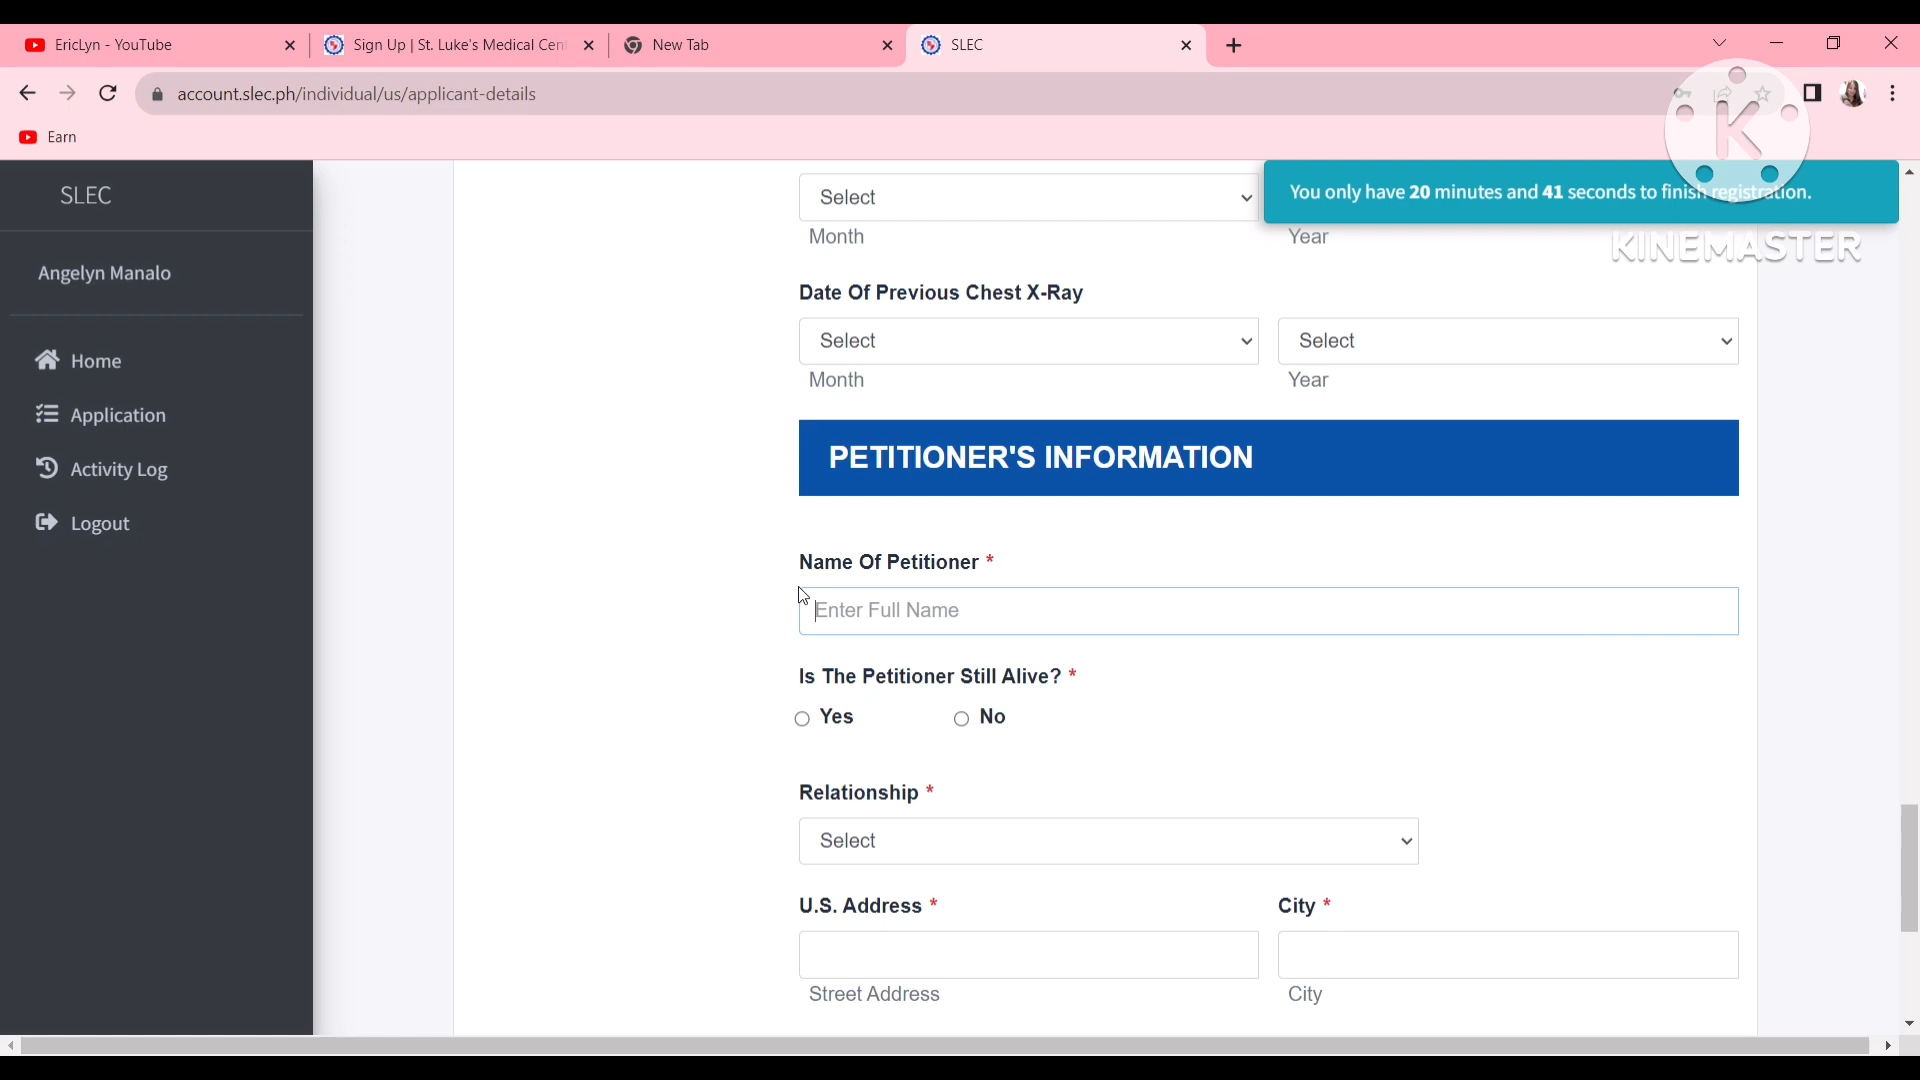 EricLyn - YouTube
Sign Up | St. Luke's Medical Cen
New Tab
SLEC
account.slec.ph/individual/us/applicant-details
Earn
SLEC
Angelyn Manalo
Home
Application
Activity Log
Logout
You only have 20 minutes and 41 seconds to finish registration.
KINEMASTER
Select
Month
Year
Date Of Previous Chest X-Ray
Select
Select
Month
Year
PETITIONER'S INFORMATION
Name Of Petitioner *
Enter Full Name
Is The Petitioner Still Alive? *
Yes
No
Relationship *
Select
U.S. Address *
City *
Street Address
City